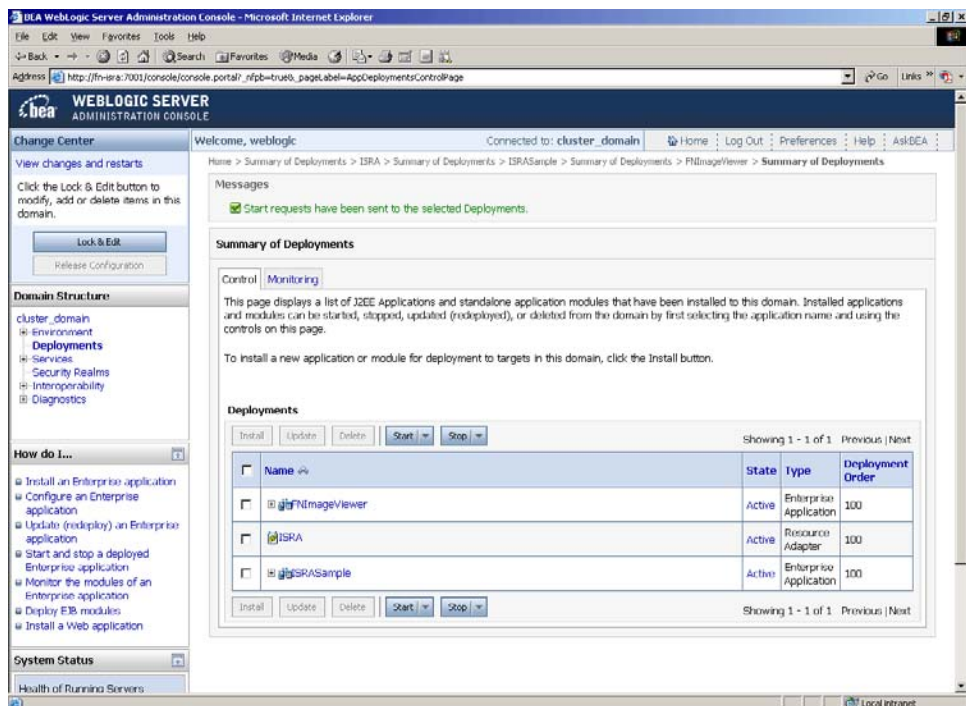 BEA WebLogic Server Administration Console - Microsoft Internet Explorer
File Edit View Favorites Tools Help
Back Search Favorites Media
Address http://fn-isra:7001/console/console.portal?_nfpb=true&_pageLabel=AppDeploymentsControlPage Go Links »
bea WEBLOGIC SERVER
ADMINISTRATION CONSOLE
Change Center
View changes and restarts
Click the Lock & Edit button to
modify, add or delete items in this
domain.
Lock & Edit
Release Configuration
Domain Structure
cluster_domain
Environment
Deployments
Services
Security Realms
Interoperability
Diagnostics
How do I...
Install an Enterprise application
Configure an Enterprise
application
Update (redeploy) an Enterprise
application
Start and stop a deployed
Enterprise application
Monitor the modules of an
Enterprise application
Deploy EJB modules
Install a Web application
System Status
Health of Running Servers
Welcome, weblogic Connected to: cluster_domain Home Log Out Preferences Help AskBEA
Home > Summary of Deployments > ISRA > Summary of Deployments > ISRASample > Summary of Deployments > FNImageViewer > Summary of Deployments
Messages
Start requests have been sent to the selected Deployments.
Summary of Deployments
Control Monitoring
This page displays a list of J2EE Applications and standalone application modules that have been installed to this domain. Installed applications
and modules can be started, stopped, updated (redeployed), or deleted from the domain by first selecting the application name and using the
controls on this page.
To install a new application or module for deployment to targets in this domain, click the Install button.
Deployments
Install Update Delete Start Stop Showing 1 - 1 of 1 Previous | Next
Name State Type Deployment
Order
FNImageViewer Active Enterprise
Application 100
ISRA Active Resource
Adapter 100
ISRASample Active Enterprise
Application 100
Install Update Delete Start Stop Showing 1 - 1 of 1 Previous | Next
Local intranet